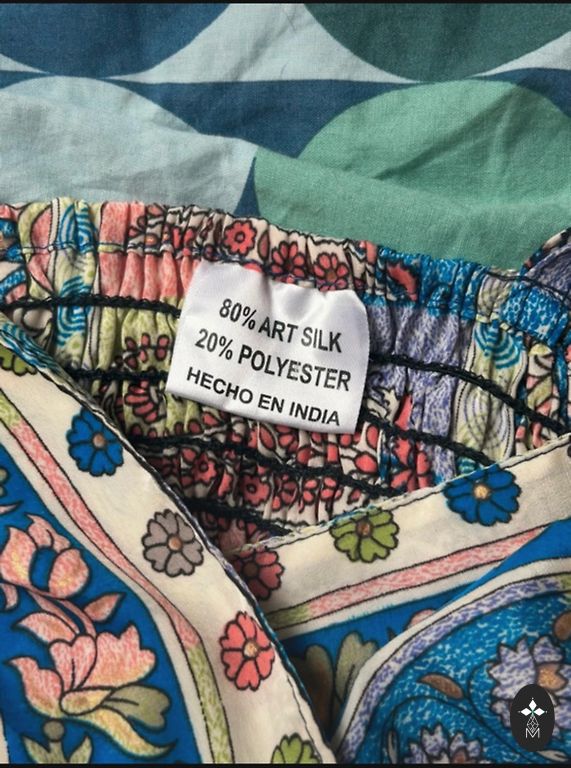 80% ART SILK
20% POLYESTER
HECHO EN INDIA